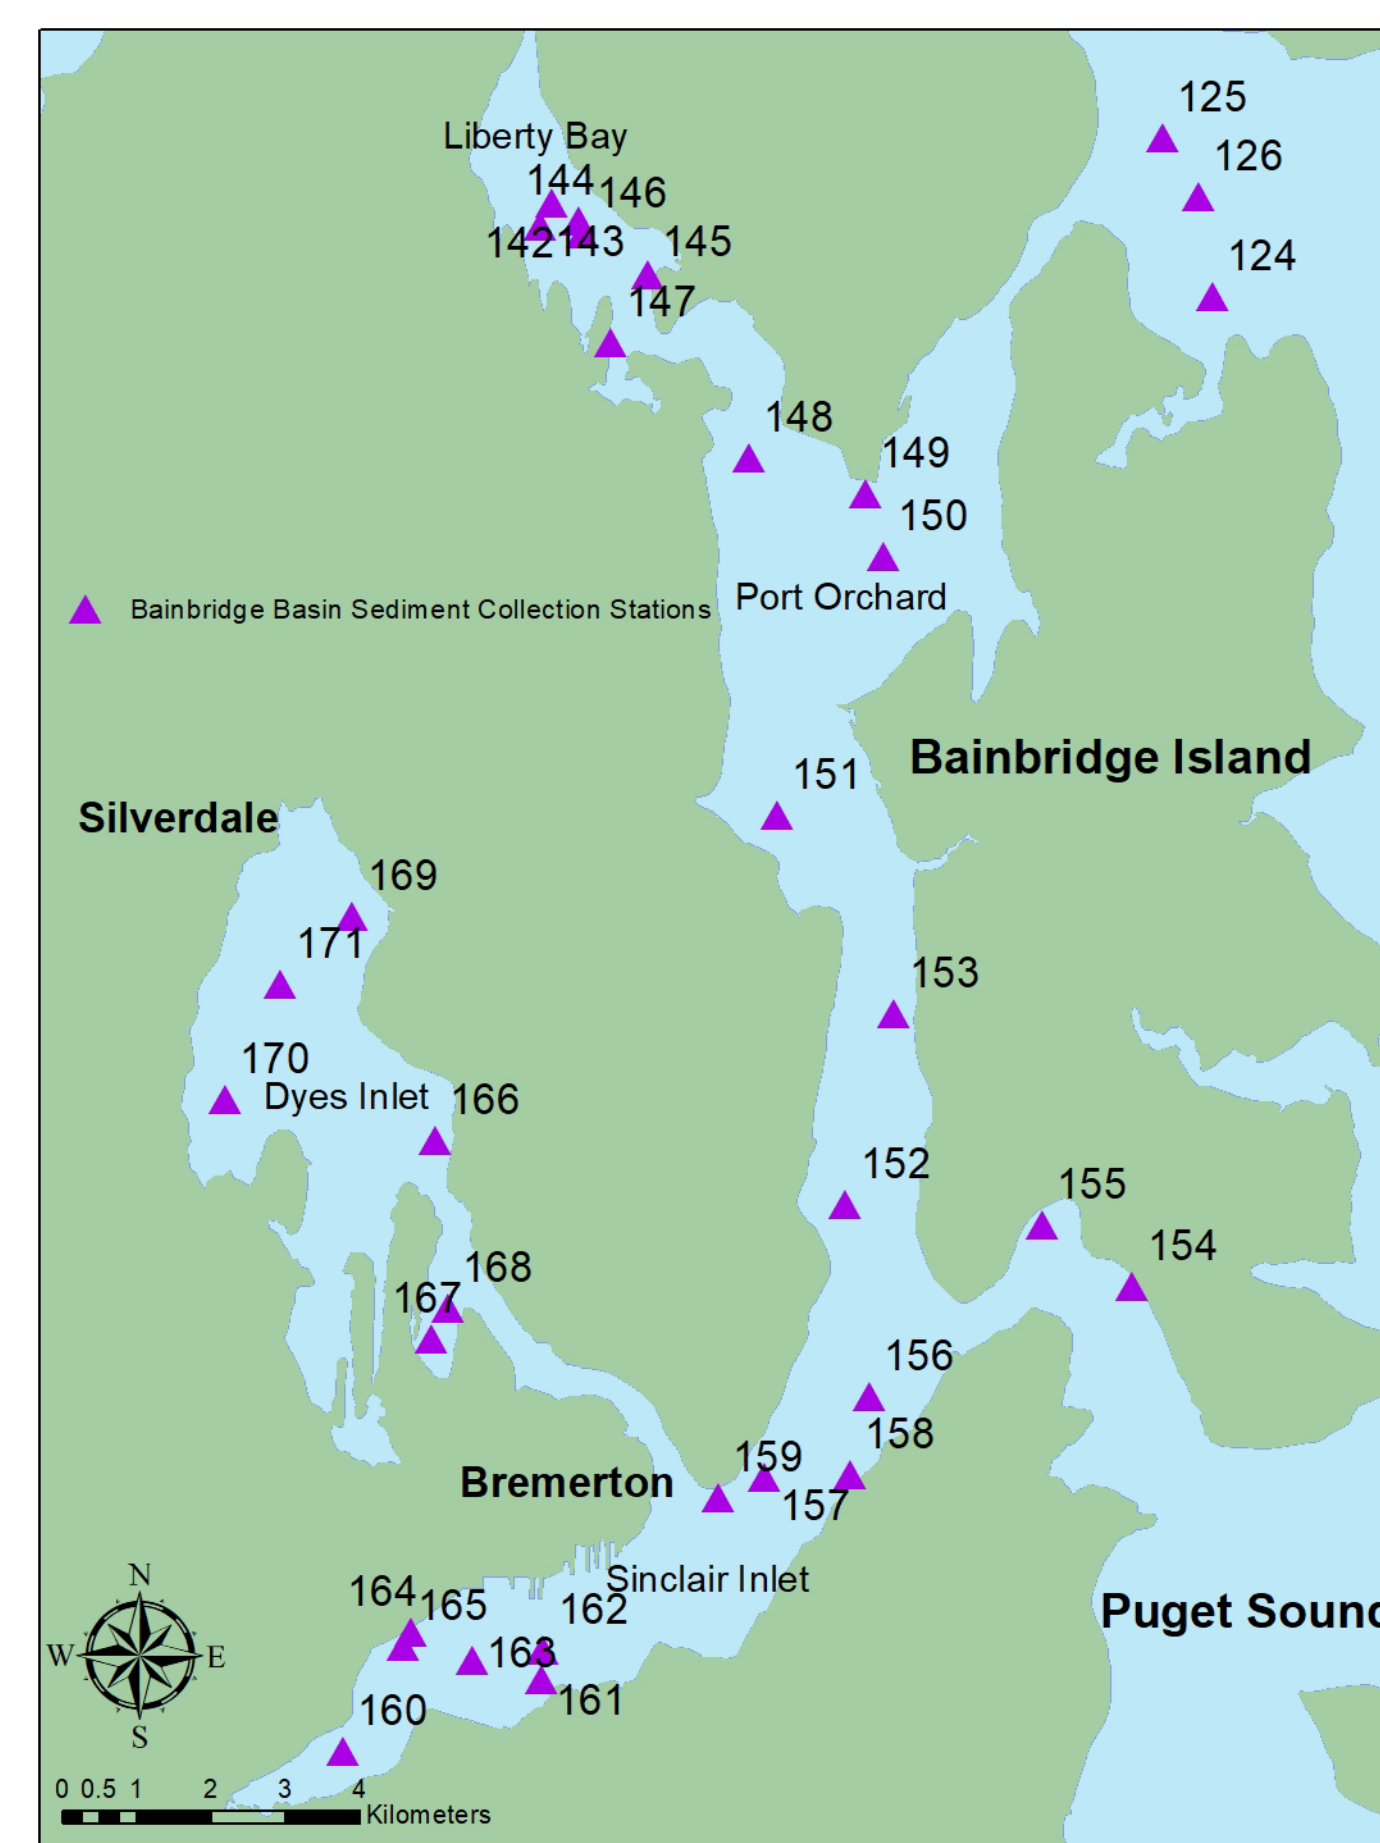 125
126
Liberty Bay
144
146
142
143
145
124
147
148
149
150
Port Orchard
Bainbridge Basin Sediment Collection Stations
Bainbridge Island
151
Silverdale
169
171
153
170
Dyes Inlet
166
152
155
154
168
167
156
158
159
Bremerton
157
Sinclair Inlet
164
165
162
Puget Sound
163
161
160
N
W
E
S
0 0.5 1 2 3 4
Kilometers